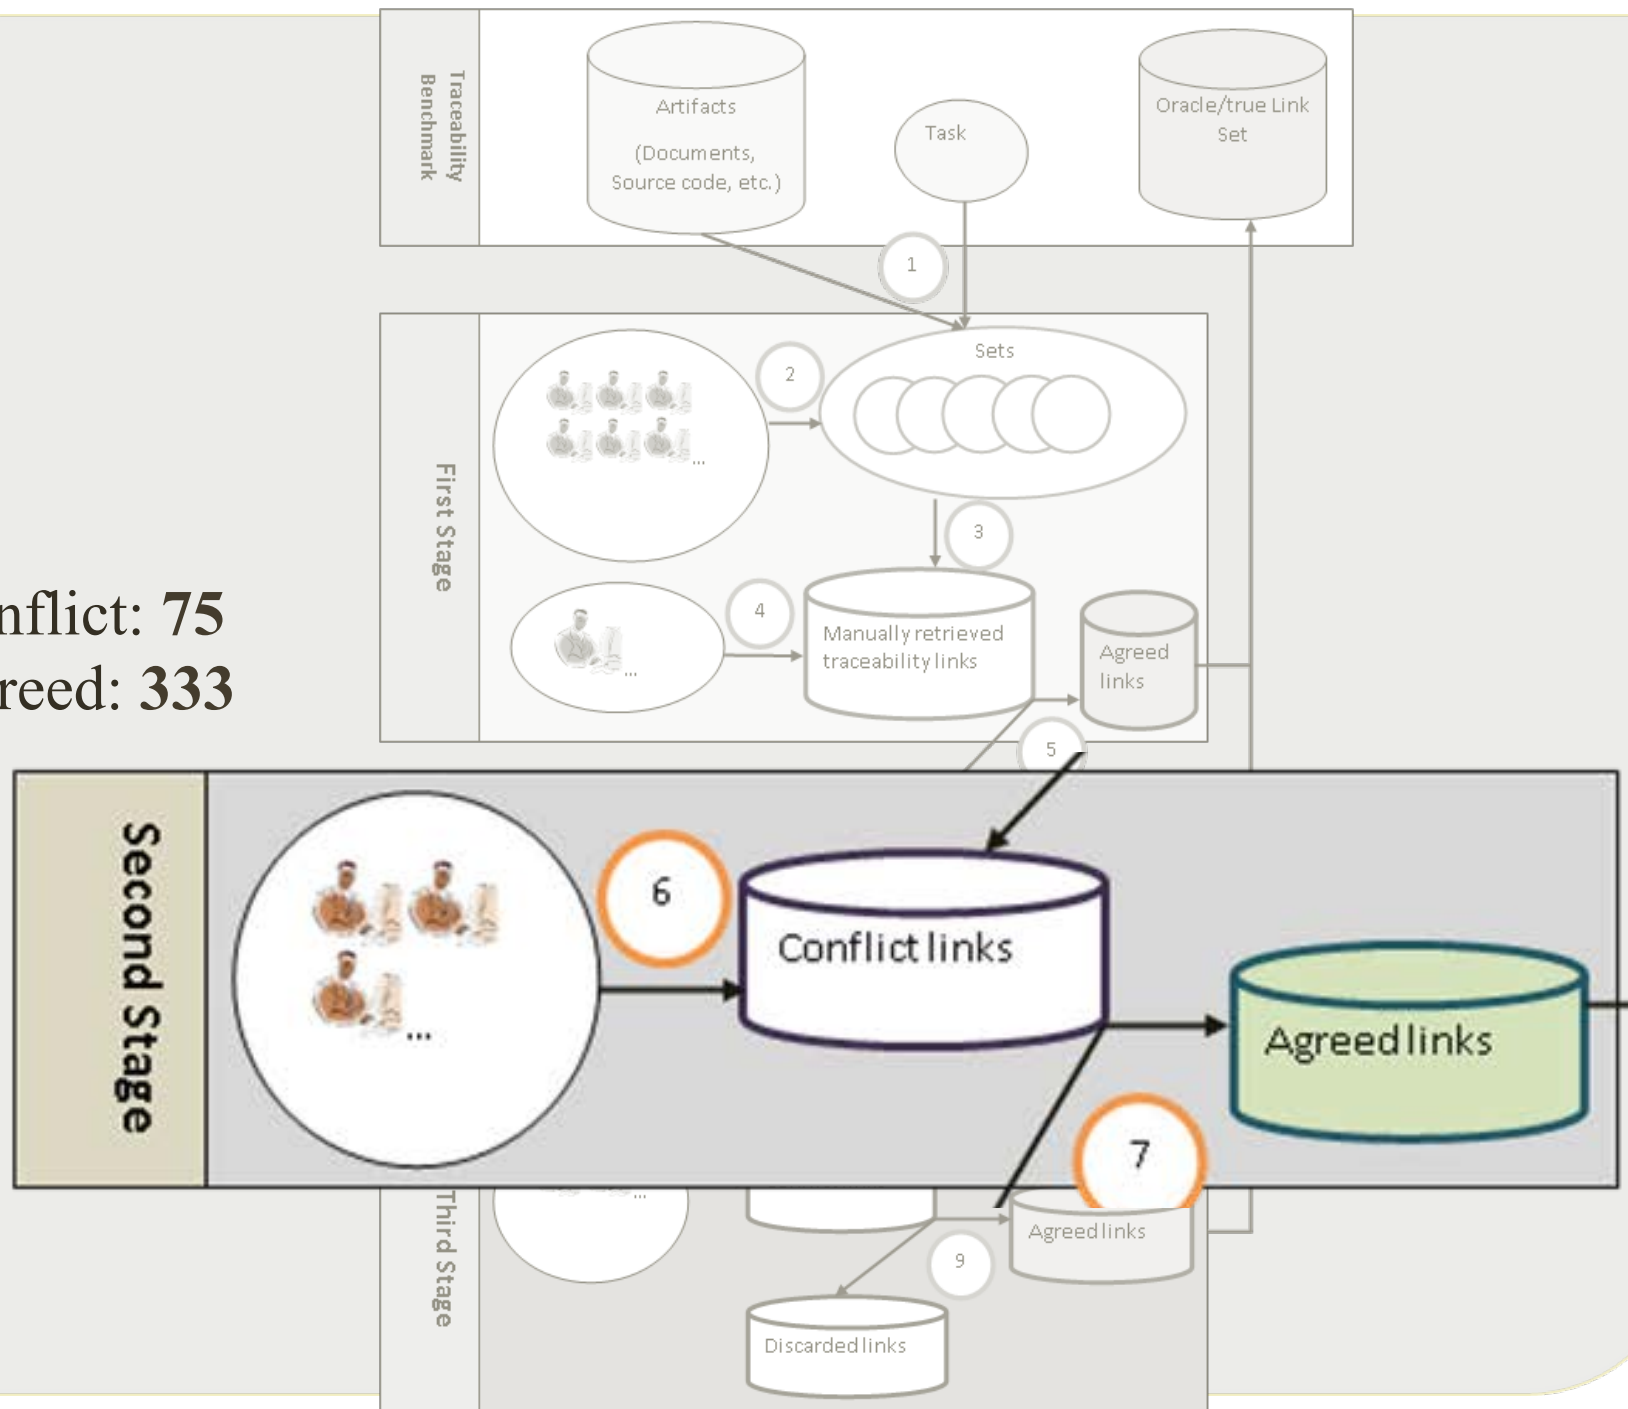 Traceability
Benchmark
Artifacts
(Documents,
Source code, etc.)
Task
Oracle/true Link
Set
1
First Stage
2
Sets
...
3
4
...
Manually retrieved
traceability links
Agreed
links
5
nflict: 75
reed: 333
Second Stage
...
6
Conflict links
Agreed links
7
Third Stage
...
Agreed links
9
Discarded links